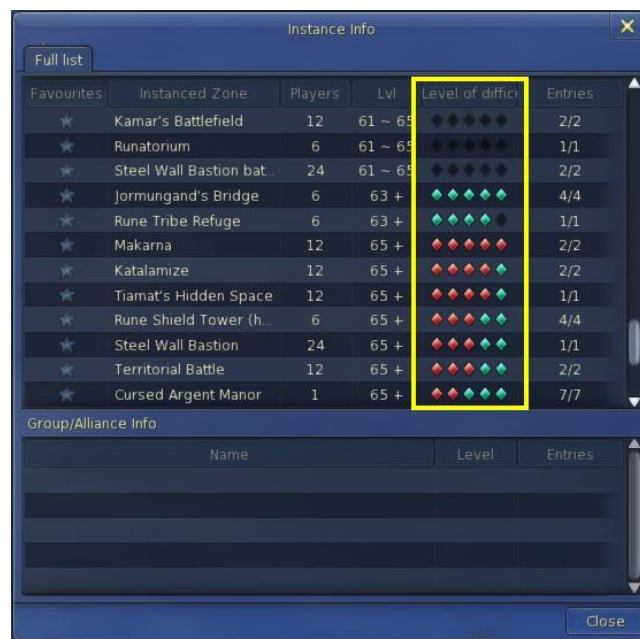 Instance Info
Full list
Favourites Instanced Zone Players Lvl Level of diffic Entries
Kamar's Battlefield 12 61 ~ 65 2/2
Runatorium 6 61 ~ 65 1/1
Steel Wall Bastion bat... 24 61 ~ 65 2/2
Jormungand's Bridge 6 63 + 4/4
Rune Tribe Refuge 6 63 + 1/1
Makarna 12 65 + 2/2
Katalamize 12 65 + 2/2
Tiamat's Hidden Space 12 65 + 1/1
Rune Shield Tower (h... 6 65 + 4/4
Steel Wall Bastion 24 65 + 1/1
Territorial Battle 12 65 + 2/2
Cursed Argent Manor 1 65 + 7/7
Group/Alliance Info
Name Level Entries
Close